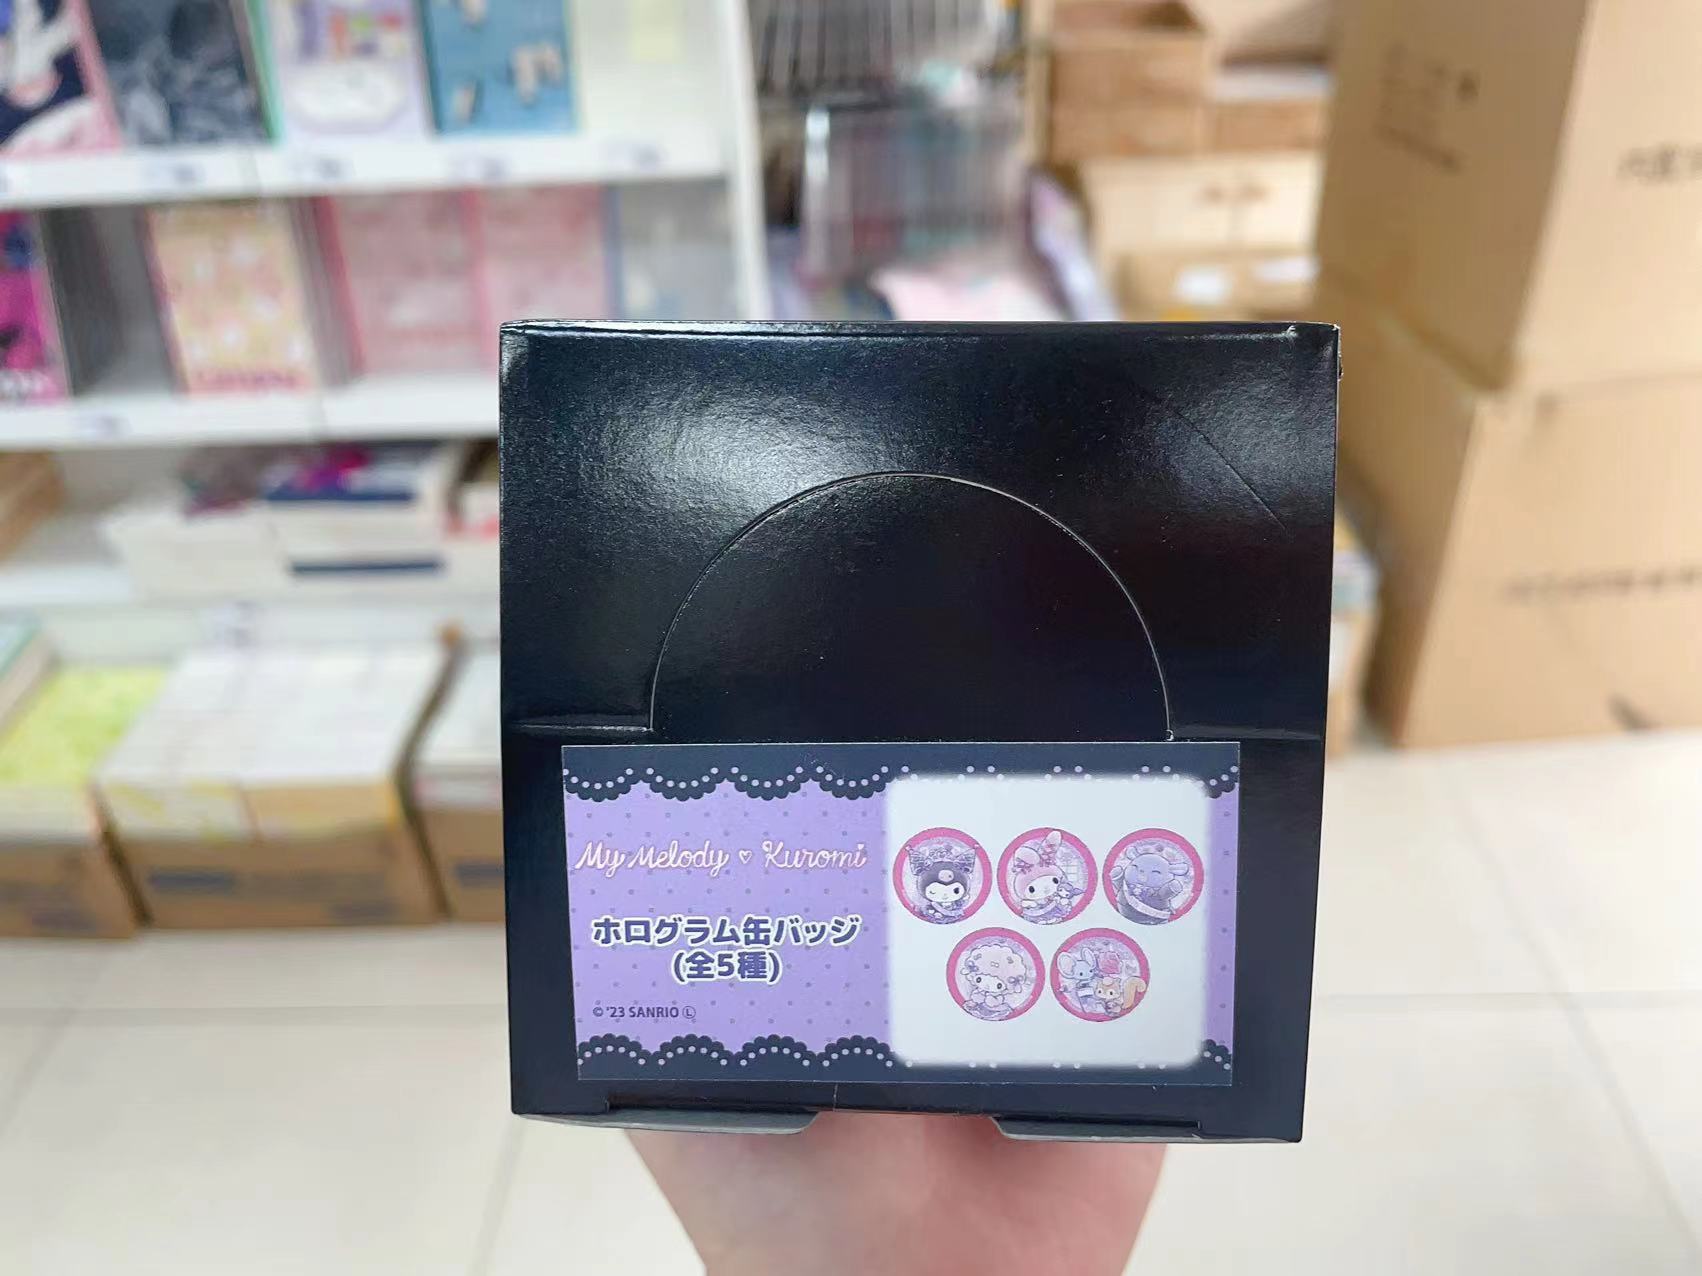 My Melody ♡ Kuromi
ホログラム缶バッジ
(全5種)
© '23 SANRIO Ⓛ